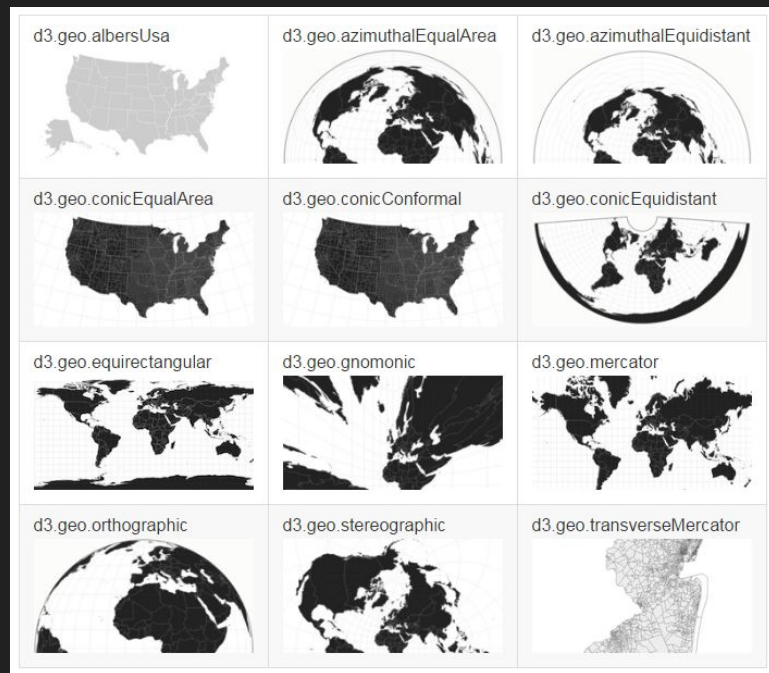 d3.geo.albersUsa
d3.geo.azimuthalEqualArea
d3.geo.azimuthalEquidistant
d3.geo.conicEqualArea
d3.geo.conicConformal
d3.geo.conicEquidistant
d3.geo.equirectangular
d3.geo.gnomonic
d3.geo.mercator
d3.geo.orthographic
d3.geo.stereographic
d3.geo.transverseMercator